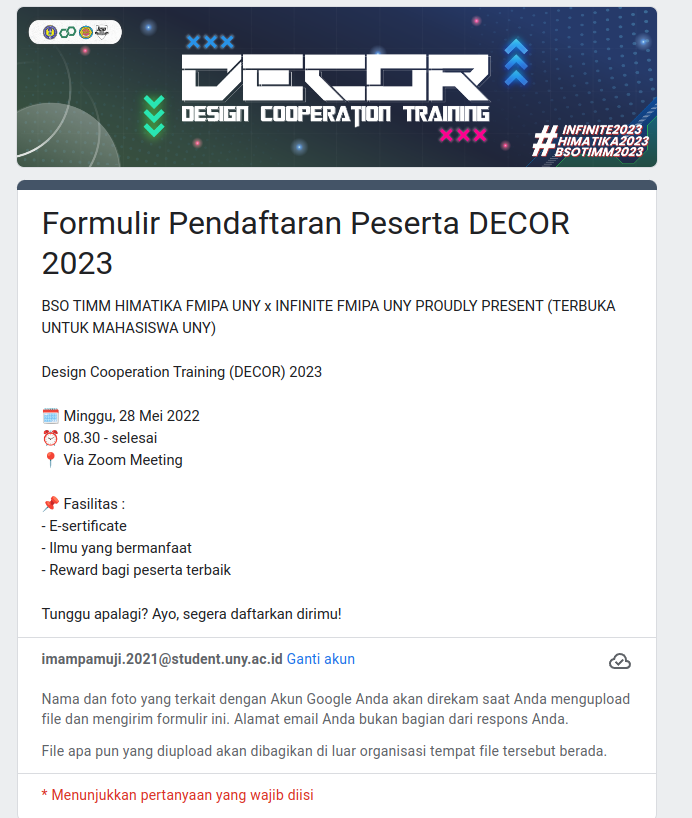 DECOR
DESIGN COOPERATION TRAINING
#INFINITE2023
HIMATIKA2023
BSOTIMM2023
Formulir Pendaftaran Peserta DECOR
2023
BSO TIMM HIMATIKA FMIPA UNY x INFINITE FMIPA UNY PROUDLY PRESENT (TERBUKA
UNTUK MAHASISWA UNY)
Design Cooperation Training (DECOR) 2023
🗓️ Minggu, 28 Mei 2022
⏰ 08.30 - selesai
📍 Via Zoom Meeting
📌 Fasilitas :
- E-sertificate
- Ilmu yang bermanfaat
- Reward bagi peserta terbaik
Tunggu apalagi? Ayo, segera daftarkan dirimu!
imampamuji.2021@student.uny.ac.id Ganti akun
Nama dan foto yang terkait dengan Akun Google Anda akan direkam saat Anda mengupload
file dan mengirim formulir ini. Alamat email Anda bukan bagian dari respons Anda.
File apa pun yang diupload akan dibagikan di luar organisasi tempat file tersebut berada.
* Menunjukkan pertanyaan yang wajib diisi